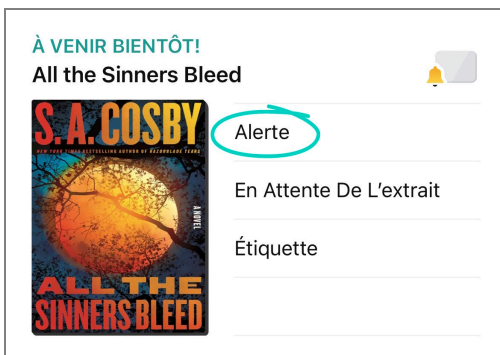 À VENIR BIENTÔT!
All the Sinners Bleed
S. A. COSBY
NEW YORK TIMES BESTSELLING AUTHOR OF RAZORBLADE TEARS
A NOVEL
ALL THE
SINNERS BLEED
Alerte
En Attente De L’extrait
Étiquette